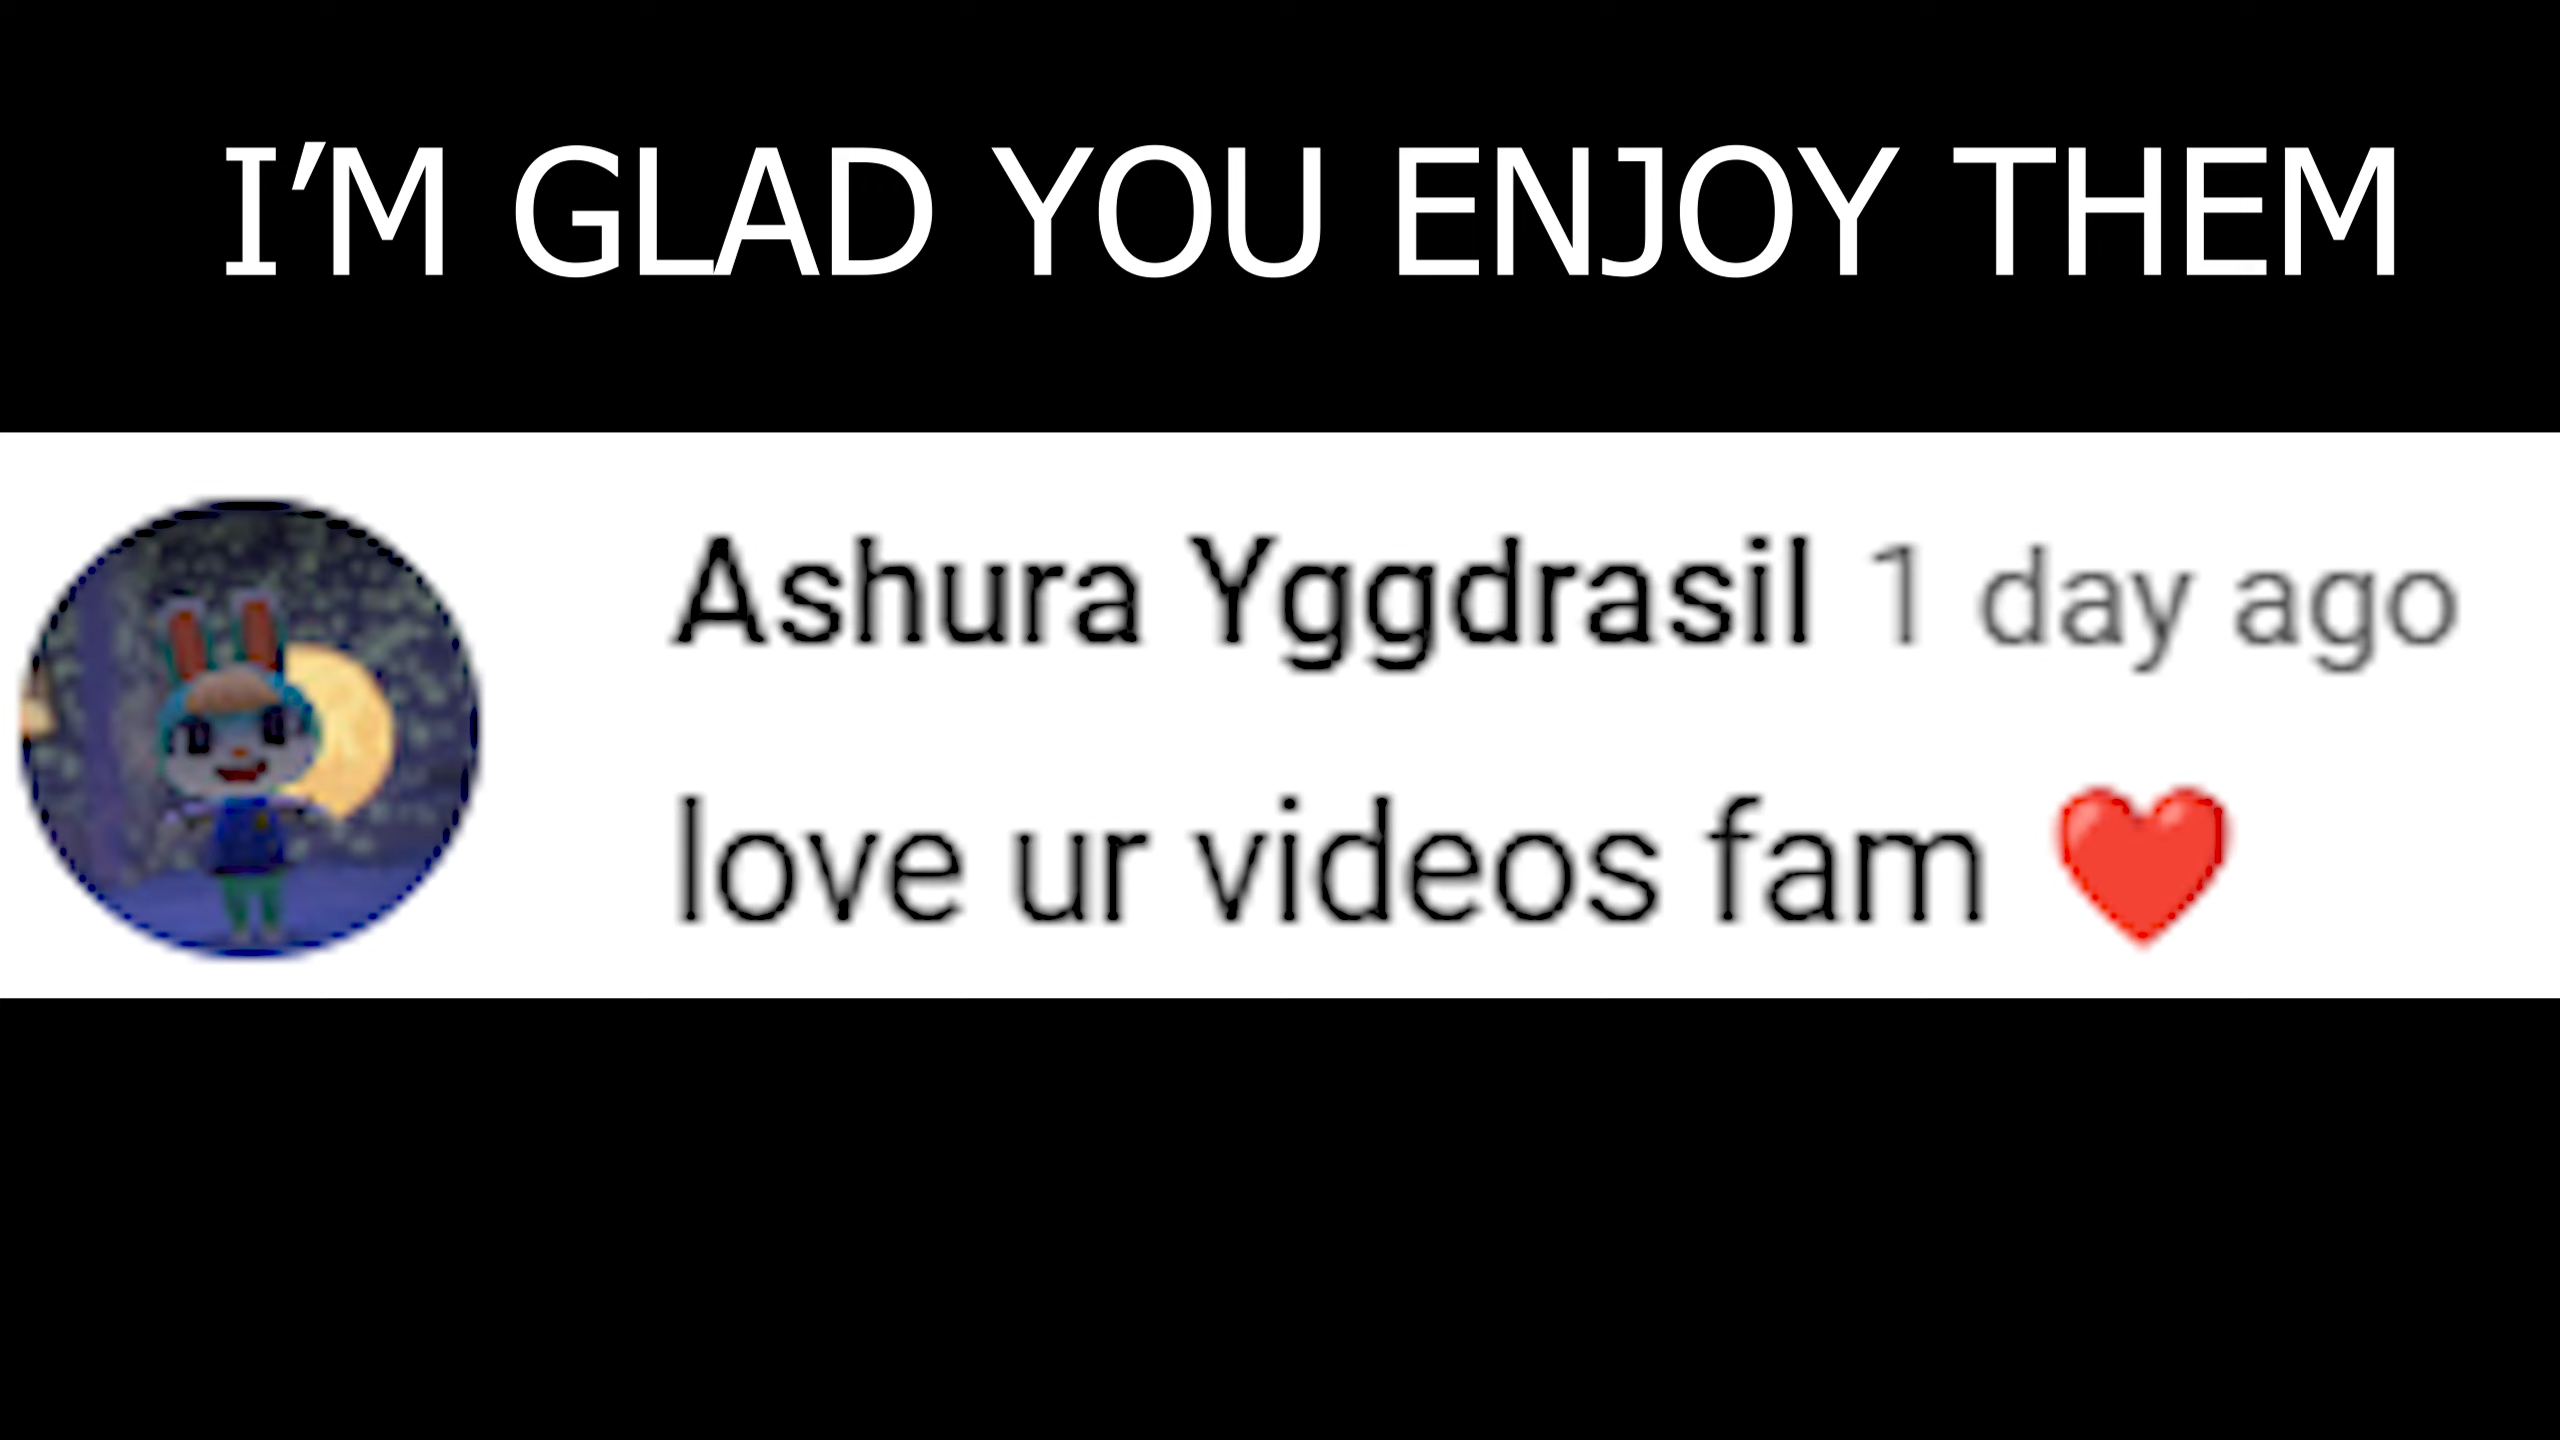 I’M GLAD YOU ENJOY THEM
Ashura Yggdrasil 1 day ago
love ur videos fam ❤️